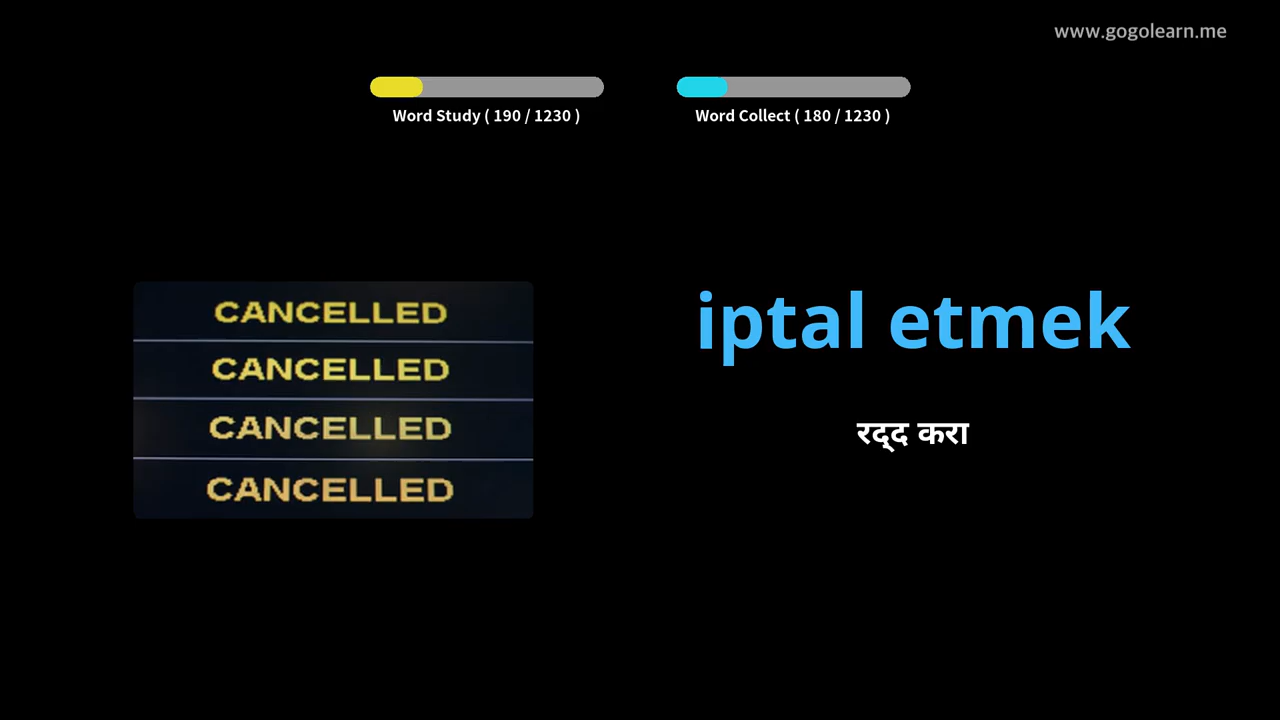 www.gogolearn.me
Word Study ( 190 / 1230 )
Word Collect ( 180 / 1230 )
CANCELLED
CANCELLED
CANCELLED
CANCELLED
iptal etmek
रद्द करा